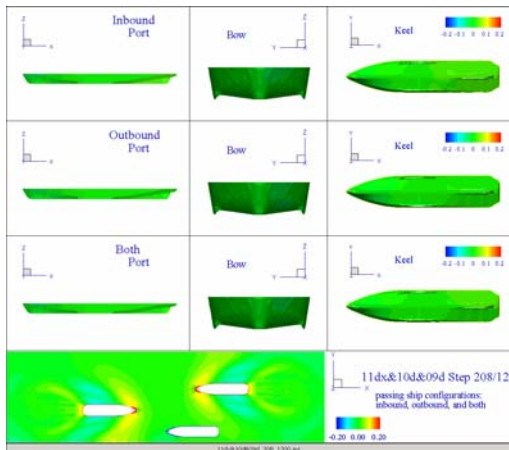 Inbound
Port
Z
X
Bow
Z
Y
Keel
Y
X
-0.2 -0.1 0 0.1 0.2
Outbound
Port
Z
X
Bow
Z
Y
Keel
Y
X
-0.2 -0.1 0 0.1 0.2
Both
Port
Z
X
Bow
Z
Y
Keel
Y
X
-0.2 -0.1 0 0.1 0.2
Y
X
11dx&10d&09d Step 208/12
passing ship configurations:
inbound, outbound, and both
-0.20 0.00 0.20